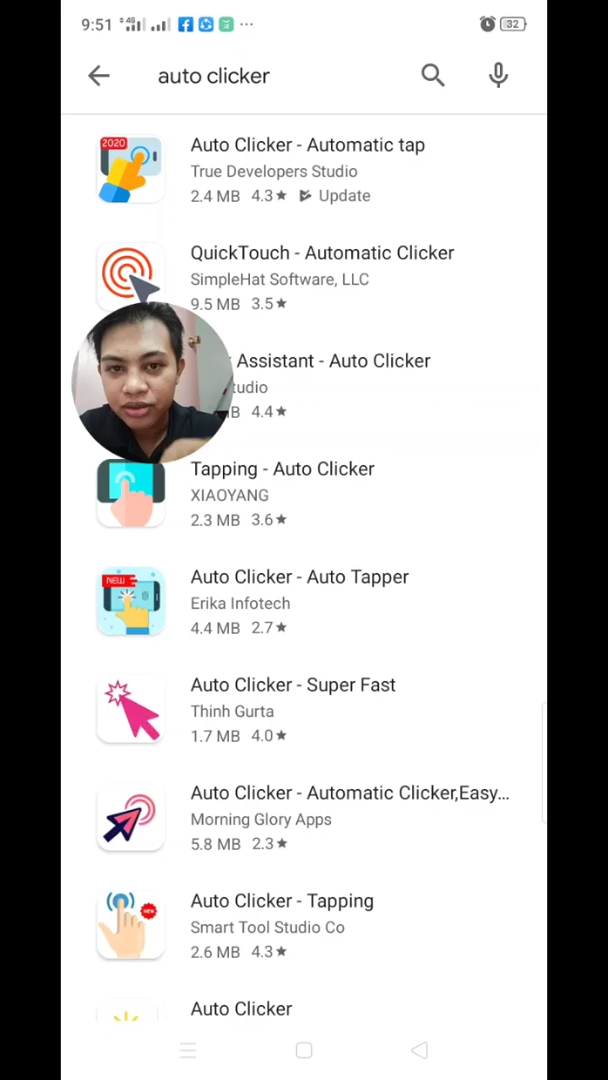 9:51
32
auto clicker
2020
Auto Clicker - Automatic tap
True Developers Studio
2.4 MB 4.3★ Update
QuickTouch - Automatic Clicker
SimpleHat Software, LLC
9.5 MB 3.5★
Assistant - Auto Clicker
4.4★
Tapping - Auto Clicker
XIAOYANG
2.3 MB 3.6★
NEW
Auto Clicker - Auto Tapper
Erika Infotech
4.4 MB 2.7★
Auto Clicker - Super Fast
Thinh Gurta
1.7 MB 4.0★
Auto Clicker - Automatic Clicker,Easy...
Morning Glory Apps
5.8 MB 2.3★
NEW
Auto Clicker - Tapping
Smart Tool Studio Co
2.6 MB 4.3★
Auto Clicker